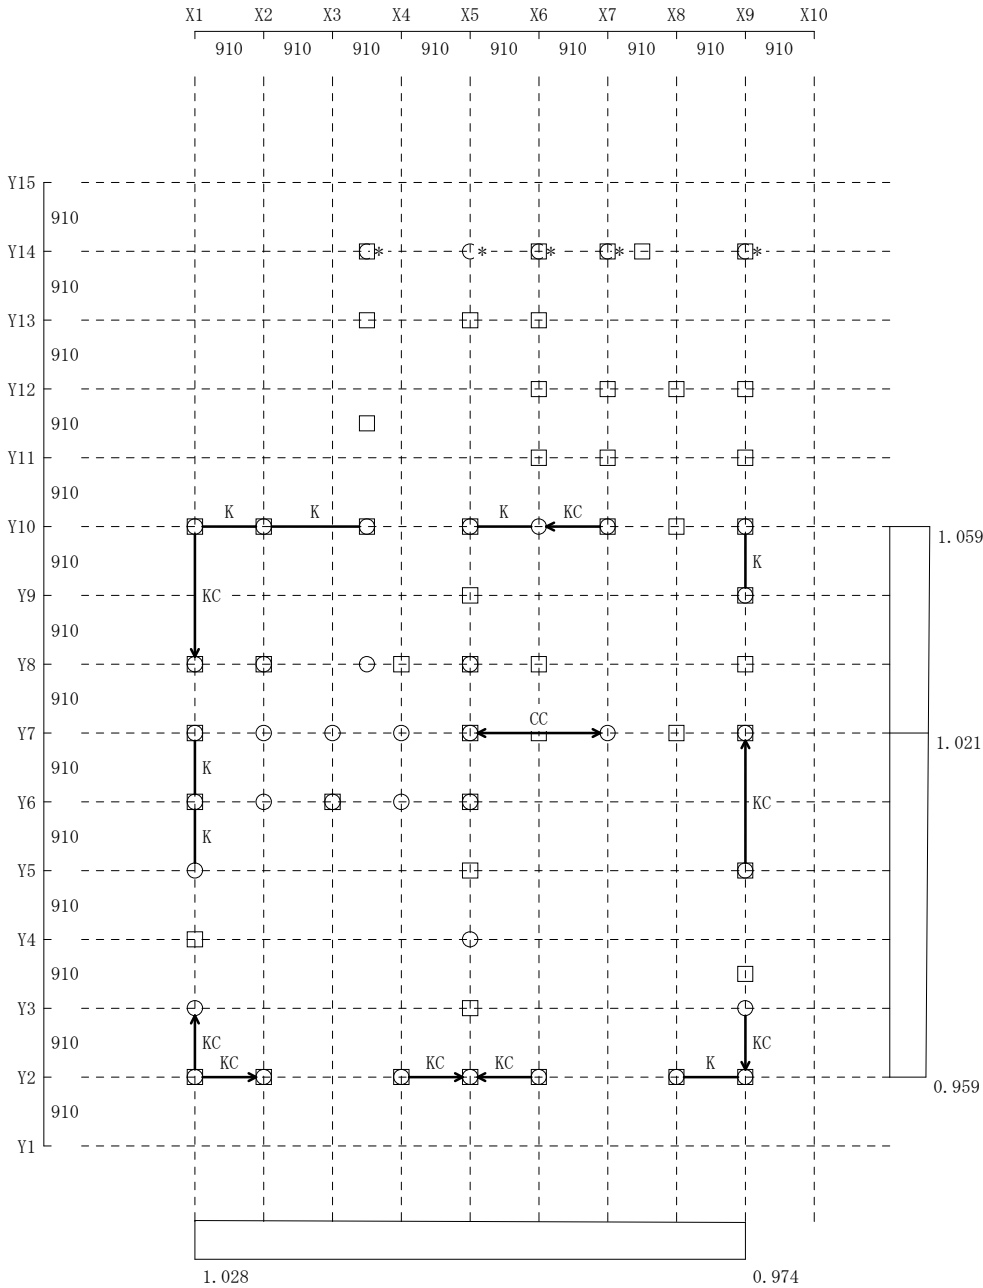 X1 X2 X3 X4 X5 X6 X7 X8 X9 X10
910 910 910 910 910 910 910 910 910
Y15
910
Y14 * * * * *
910
Y13
910
Y12
910
Y11
910
Y10 K K K KC 1.059
910 K
Y9 KC
910
Y8
910
Y7 CC 1.021
910 K
Y6 KC
910 K
Y5
910
Y4
910
Y3
910 KC KC
KC KC KC K
Y2 0.959
910
Y1
1.028 0.974